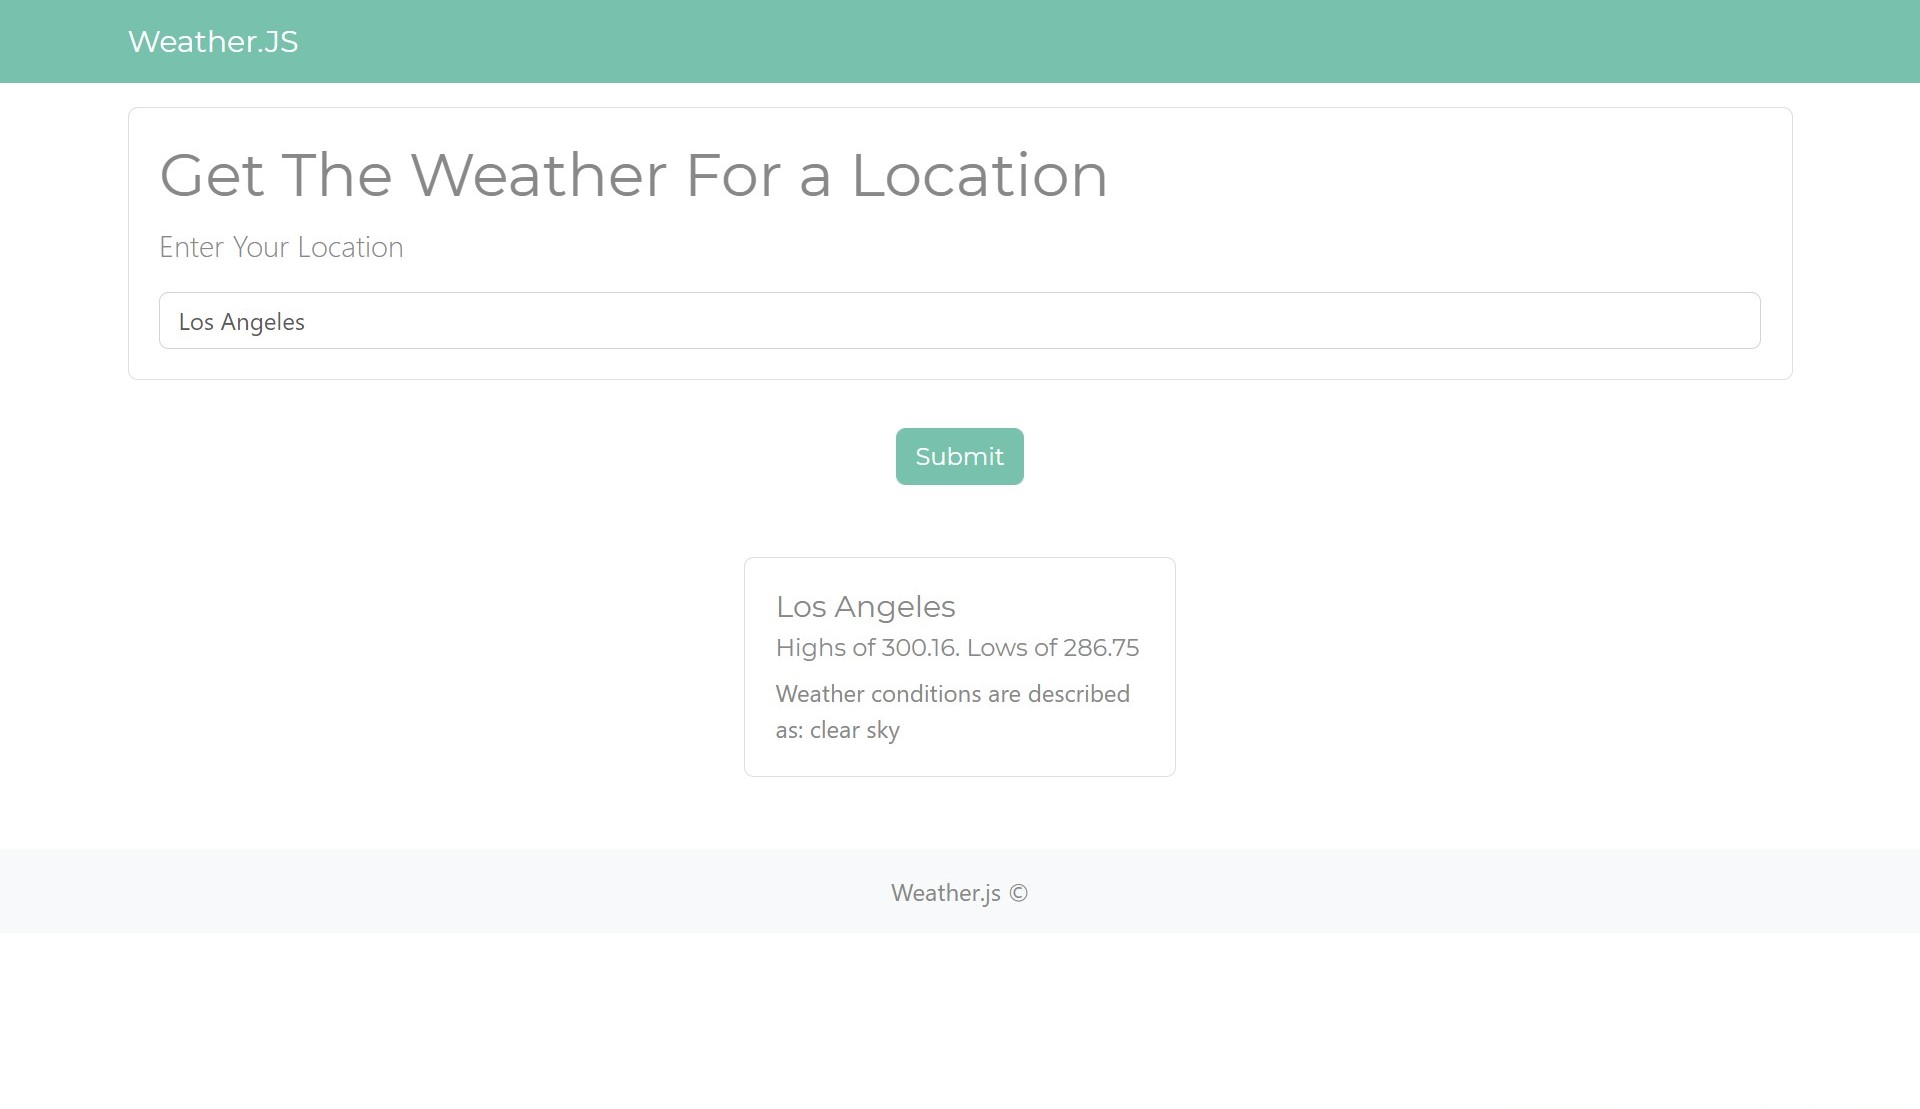 Weather.JS
Get The Weather For a Location
Enter Your Location
Los Angeles
Submit
Los Angeles
Highs of 300.16. Lows of 286.75
Weather conditions are described
as: clear sky
Weather.js ©